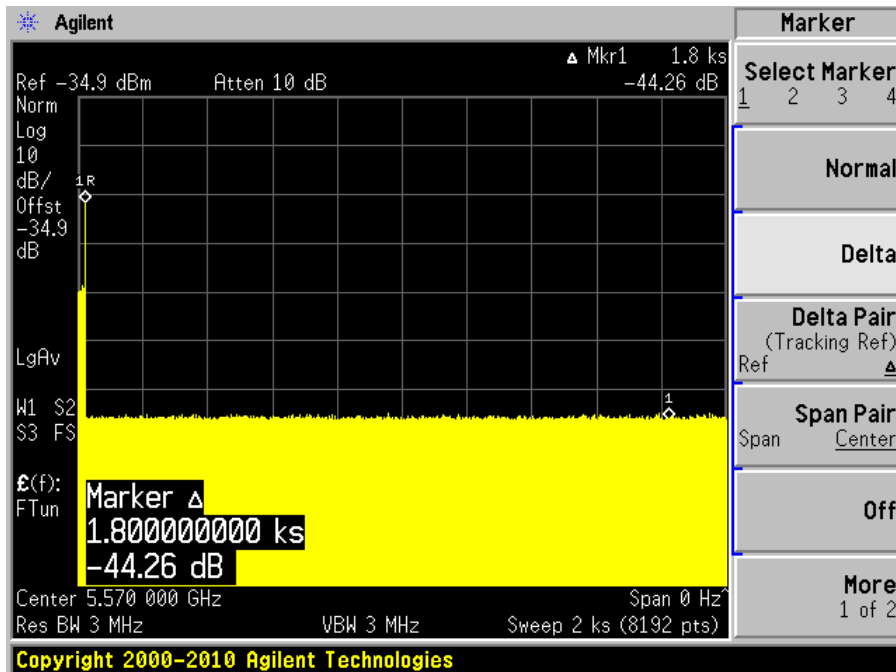 Agilent
Marker
Δ Mkr1 1.8 ks
Ref -34.9 dBm Atten 10 dB -44.26 dB
Norm
Log
10
dB/
Offst
-34.9
dB
1R
LgAv
1
W1 S2
S3 FS
£(f):
FTun
Marker Δ
1.800000000 ks
-44.26 dB
Center 5.570 000 GHz Span 0 Hz^
Res BW 3 MHz VBW 3 MHz Sweep 2 ks (8192 pts)
Copyright 2000-2010 Agilent Technologies
Select Marker
1 2 3 4
Normal
Delta
Delta Pair
(Tracking Ref)
Ref Δ
Span Pair
Span Center
Off
More
1 of 2